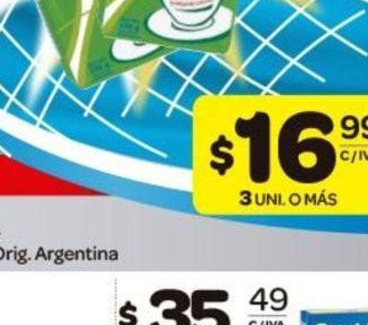 $16 99
C/IV
3 UNI. O MÁS
Orig. Argentina
$35 49
C/IVA